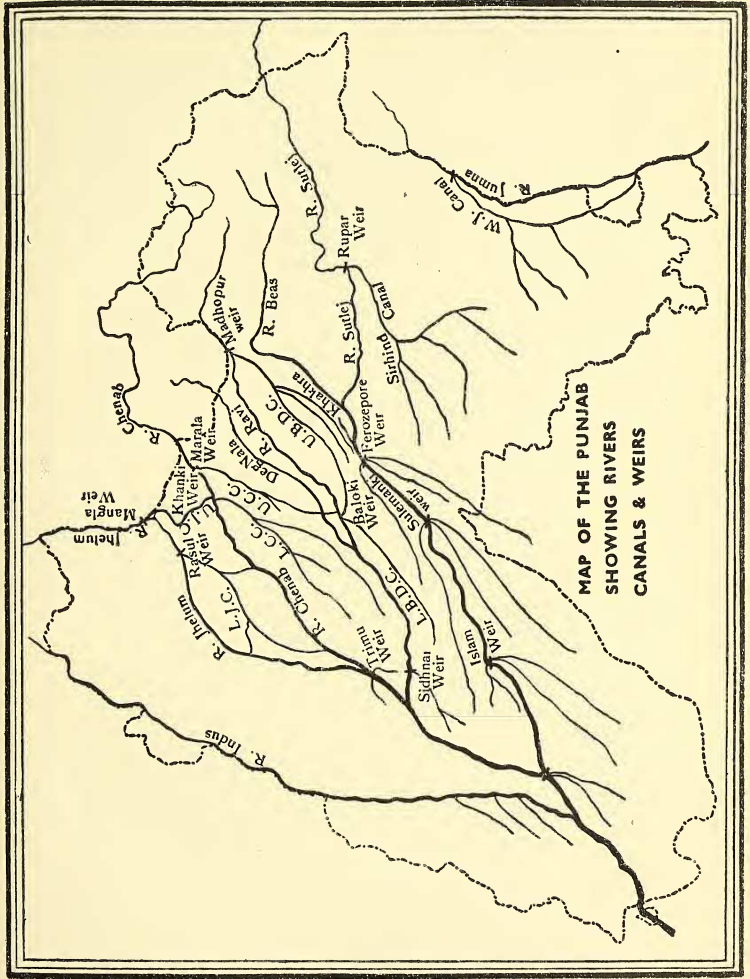 MAP OF THE PUNJAB
SHOWING RIVERS
CANALS & WEIRS
R. Sutlej
Rupar
Weir
R. Jumna
W. J. Canal
R. Beas
Madhopur
weir
R. Sutlej
Sirhind Canal
Khakhra
Ferozepore
Weir
U.B.D.C.
R. Ravi
Deg Nala
R. Chenab
Marala
Weir
Khanki
Weir
U.C.C.
U.J.C.
Mangla
Weir
R. Jhelum
Rasul
Weir
L.C.C.
Baloki
Weir
Sulemanki
weir
L.B.D.C.
L.J.C.
R. Jhelum
R. Chenab
Trimu
Weir
Sidhnai
Weir
Islam
Weir
R. Indus